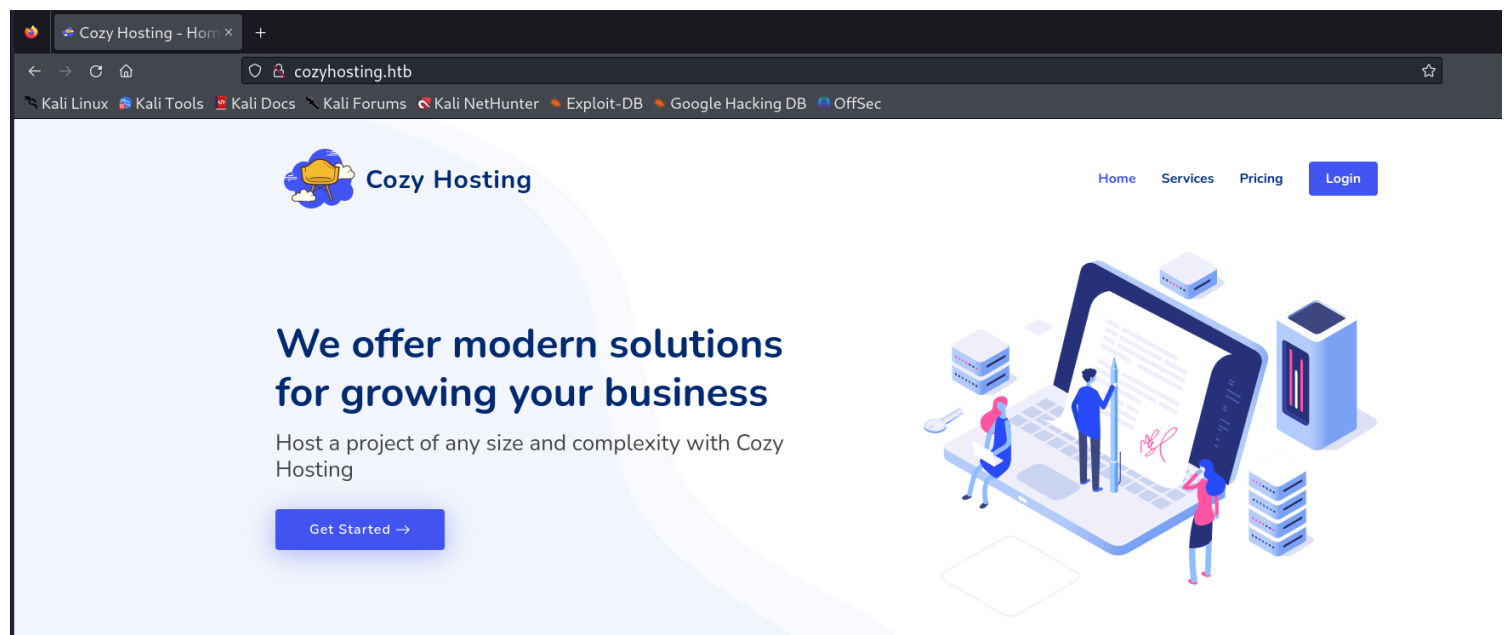 Cozy Hosting - Hom
cozyhosting.htb
Kali Linux Kali Tools Kali Docs Kali Forums Kali NetHunter Exploit-DB Google Hacking DB OffSec
Cozy Hosting
Home Services Pricing Login
We offer modern solutions
for growing your business
Host a project of any size and complexity with Cozy
Hosting
Get Started →